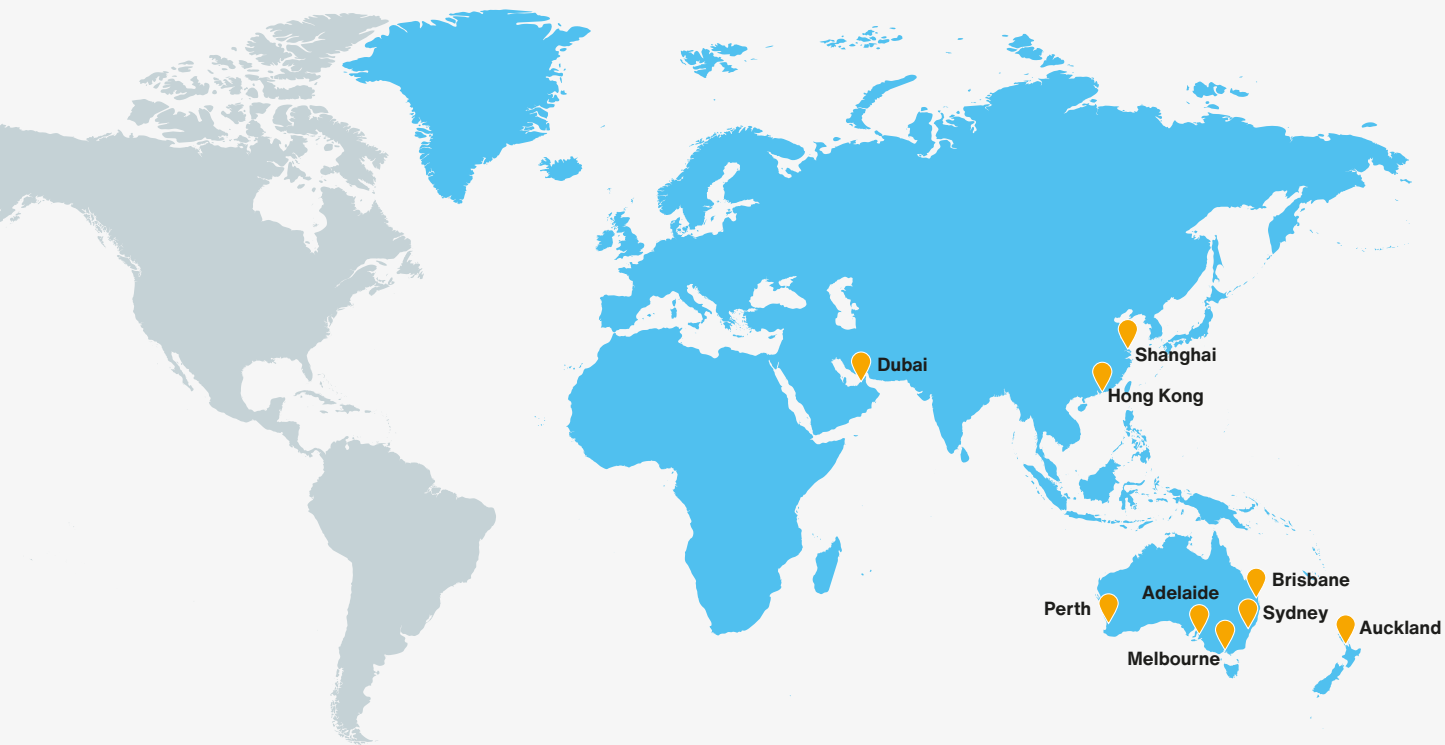 Shanghai
Dubai
Hong Kong
Brisbane
Adelaide
Perth
Sydney
Auckland
Melbourne